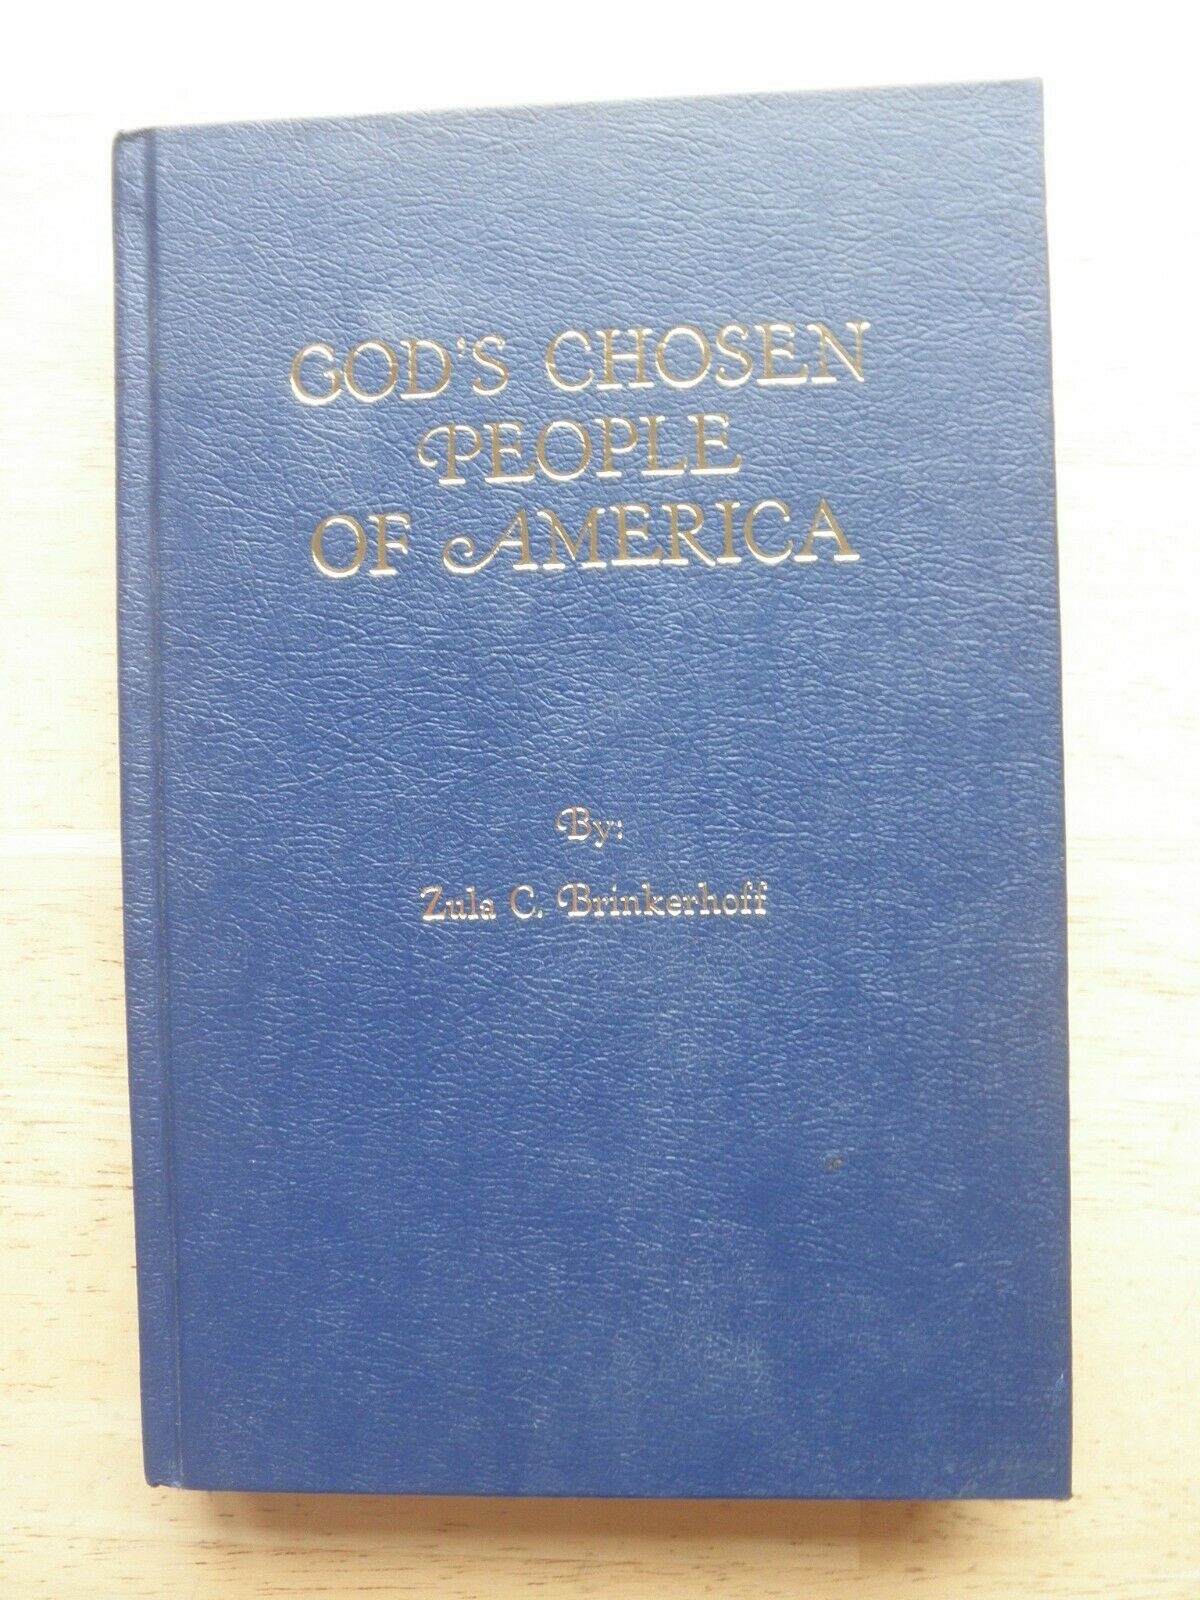 GOD'S CHOSEN
PEOPLE
OF AMERICA
By:
Zula C. Brinkerhoff